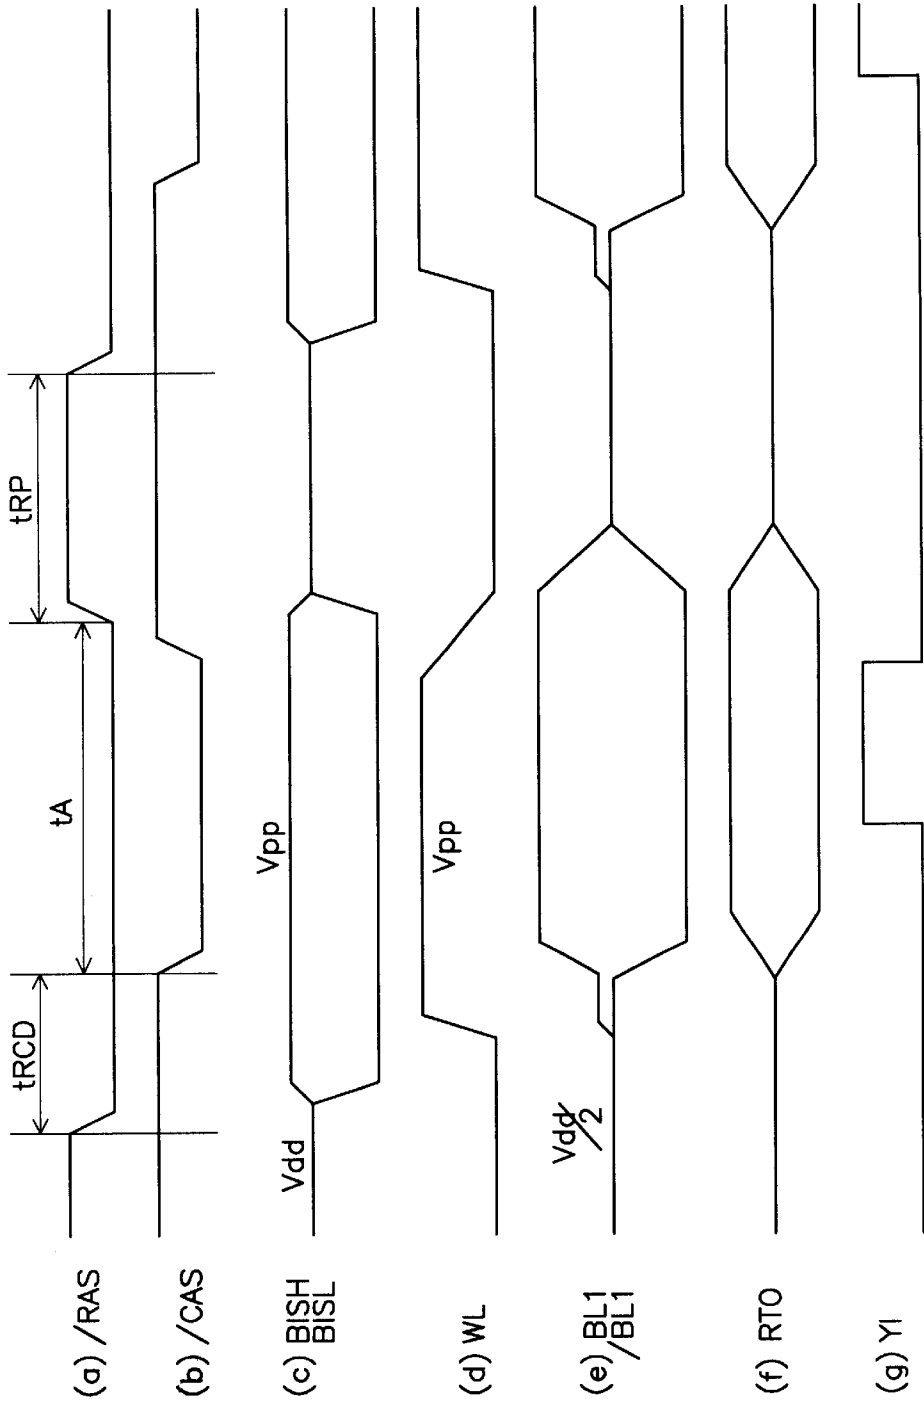 tRCD
tA
tRP
(a) /RAS
(b) /CAS
(c) BISH
BISL
Vdd
Vpp
(d) WL
Vpp
(e) BL1
/BL1
Vdd/2
(f) RTO
(g) YI